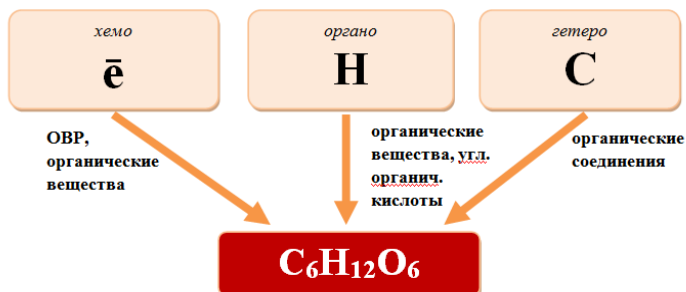 хемо
ē
органо
H
гетеро
C
ОВР,
органические
вещества
органические
вещества, угл.
органич.
кислоты
органические
соединения
C₆H₁₂O₆